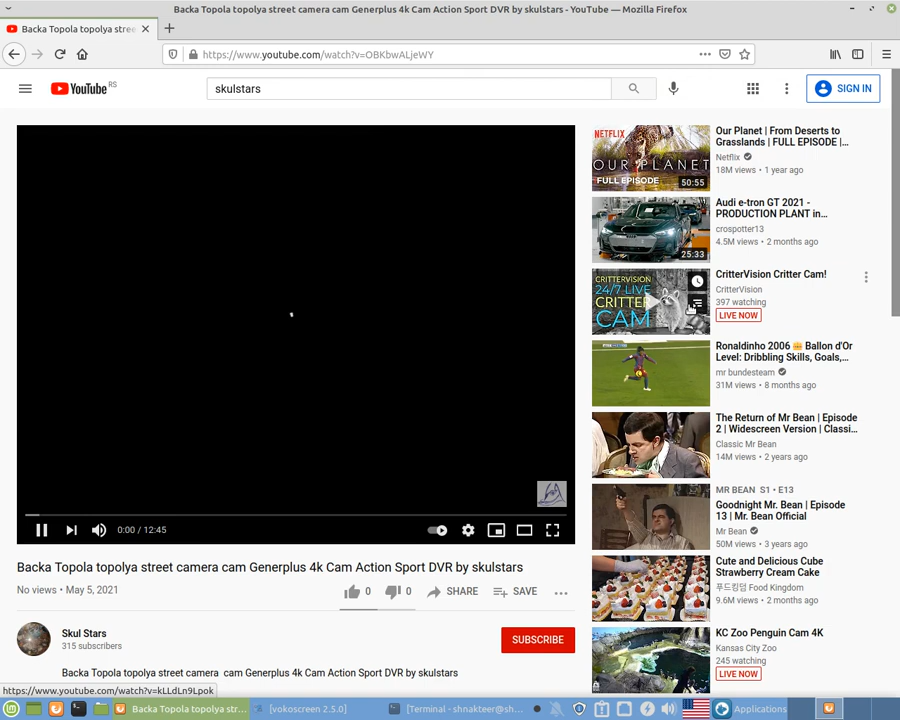 Backa Topola topolya street camera cam Generplus 4k Cam Action Sport DVR by skulstars - YouTube — Mozilla Firefox
Backa Topola topolya stree
https://www.youtube.com/watch?v=OBKbwALjeWY
YouTube RS
skulstars
SIGN IN
0:00 / 12:45
Backa Topola topolya street camera cam Generplus 4k Cam Action Sport DVR by skulstars
No views • May 5, 2021
0
0
SHARE
SAVE
...
Skul Stars
315 subscribers
SUBSCRIBE
Backa Topola topolya street camera cam Generplus 4k Cam Action Sport DVR by skulstars
NETFLIX
OUR PLANET
FULL EPISODE
50:55
Our Planet | From Deserts to
Grasslands | FULL EPISODE |...
Netflix
18M views • 1 year ago
25:33
Audi e-tron GT 2021 -
PRODUCTION PLANT in...
crospotter13
4.5M views • 2 months ago
CRITTERVISION
24/7 LIVE
CRITTER
CAM
CritterVision Critter Cam!
CritterVision
397 watching
LIVE NOW
Ronaldinho 2006 😁 Ballon d'Or
Level: Dribbling Skills, Goals,...
mr bundesteam
31M views • 8 months ago
The Return of Mr Bean | Episode
2 | Widescreen Version | Classi...
Classic Mr Bean
14M views • 2 years ago
MR BEAN S1 • E13
Goodnight Mr. Bean | Episode
13 | Mr. Bean Official
Mr Bean
50M views • 3 years ago
Cute and Delicious Cube
Strawberry Cream Cake
푸드킹덤 Food Kingdom
9.6M views • 2 months ago
KC Zoo Penguin Cam 4K
Kansas City Zoo
245 watching
LIVE NOW
https://www.youtube.com/watch?v=kLLdLn9Lpok
Backa Topola topolya str...
[vokoscreen 2.5.0]
[Terminal - shnakteer@sh...
Applications